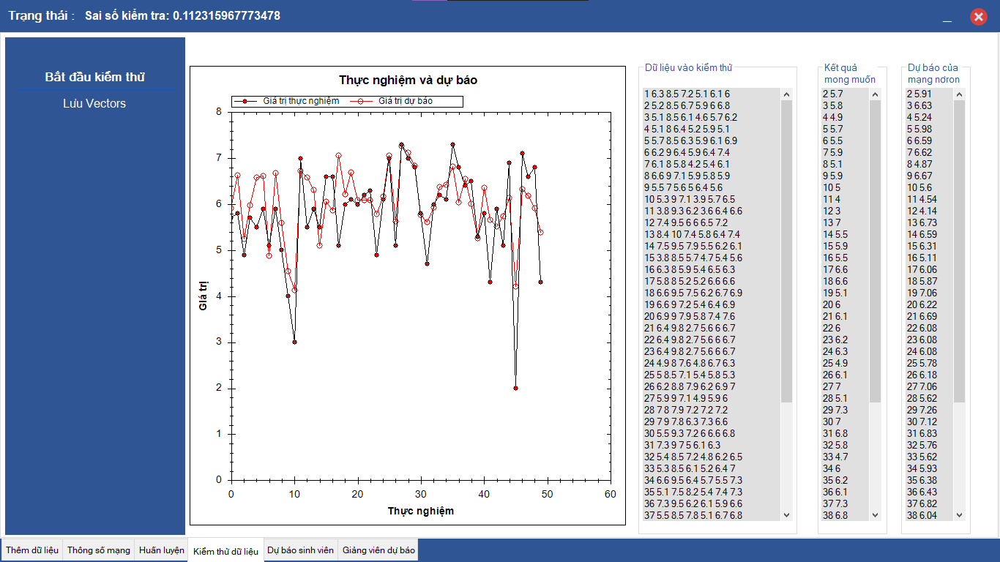 Trạng thái : Sai số kiểm tra: 0.112315967773478
Bắt đầu kiểm thử
Lưu Vectors
Thực nghiệm và dự báo
Giá trị thực nghiệm Giá trị dự báo
8
7
6
5
4
3
2
1
0
Giá trị
0 10 20 30 40 50 60
Thực nghiệm
Dữ liệu vào kiểm thử
1 6.3 8.5 7.2 5.1 6.1 6
2 5.2 8.5 6.7 5.9 6 6.8
3 5.1 8.5 6.1 4.6 5.7 6.2
4 5.1 8 6.4 5.2 5.9 5.1
5 5.7 8.5 6.3 5.9 6.1 6.9
6 6.2 9 6.4 5.9 6.4 7.4
7 6.1 8 5.8 4.2 5.4 6.1
8 6.6 9 7.1 5.9 5.8 5.9
9 5.5 7 5.6 5 6.4 5.6
10 5.3 9 7.1 3.9 5.7 6.5
11 3.8 9.3 6.2 3.6 6.4 6.6
12 7.4 9.5 6 6 6.5 7.2
13 8.4 10 7.4 5.8 6.4 7.4
14 7.5 9.5 7.9 5.5 6.2 6.1
15 3.8 8.5 5.7 4.7 5.4 5.6
16 6.3 8 5.9 5.4 6.5 6.3
17 5.8 8 5.2 5.2 6.6 6.6
18 6.6 9.5 7.5 6.2 6.7 6.9
19 6.6 9 7.2 5.4 6.4 6.9
20 6.9 9 7.9 5.8 7.4 7.6
21 6.4 9.8 2.7 5.6 6 6.7
22 6.4 9.8 2.7 5.6 6 6.7
23 6.4 9.8 2.7 5.6 6 6.7
24 4.9 8 7.6 4.8 6.7 6.3
25 5 8.5 7.1 5.4 5.8 5.3
26 6.2 8.8 7.9 6.2 6.9 7
27 5.9 9 7.1 4.9 5.9 6
28 7 8 7.9 7.2 7.2 7.2
29 7 9 7.8 6.3 7.3 6.6
30 5.5 9.3 7.2 6 6.6 6.8
31 7.3 9 7 5 6.1 6.3
32 5.4 8.5 7.2 4.8 6.2 6.5
33 5.3 8.5 6.1 5.2 6.4 7
34 6.6 9.5 6.4 5.7 5.5 7.3
35 5.1 7.5 8.2 5.4 7.4 7.3
36 7.3 9.5 6.2 6.1 5.9 6.6
37 5.5 8.5 7.8 5.1 6.7 6.8
Kết quả
mong muốn
2 5.7
3 5.8
4 4.9
5 5.7
6 5.5
7 5.9
8 5.1
9 5.9
10 5
11 4
12 3
13 7
14 5.5
15 5.9
16 5.5
17 6.6
18 6.6
19 5.1
20 6
21 6.1
22 6
23 6.2
24 6.3
25 4.9
26 6.1
27 7
28 5.1
29 7.3
30 7
31 6.8
32 5.8
33 4.7
34 6
35 6.2
36 6.1
37 7.3
38 6.8
Dự báo của
mạng nơron
2 5.91
3 6.63
4 5.24
5 5.98
6 6.59
7 6.62
8 4.87
9 6.67
10 5.6
11 4.54
12 4.14
13 6.73
14 6.59
15 6.31
16 5.11
17 6.06
18 5.87
19 7.06
20 6.22
21 6.69
22 6.08
23 6.08
24 6.08
25 5.78
26 6.18
27 7.06
28 5.62
29 7.26
30 7.12
31 6.83
32 5.76
33 5.62
34 5.93
35 6.38
36 6.43
37 6.82
38 6.04
Thêm dữ liệu Thông số mạng Huấn luyện Kiểm thử dữ liệu Dự báo sinh viên Giảng viên dự báo